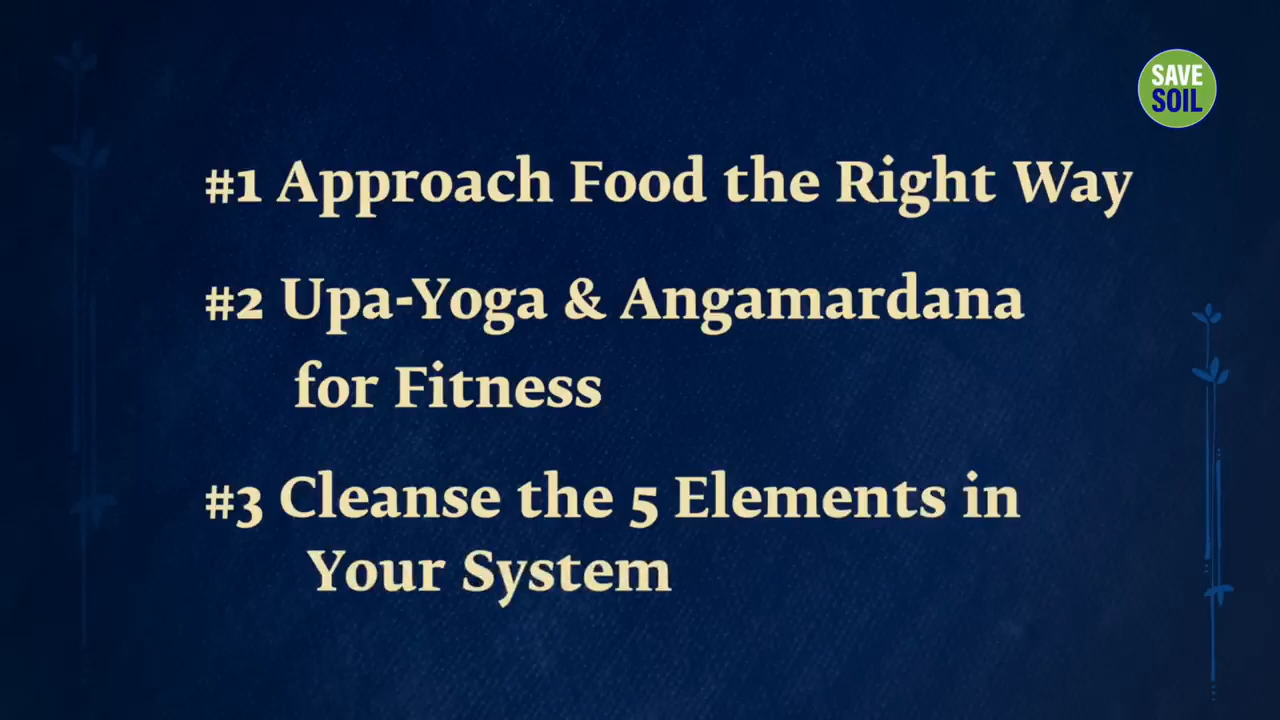 SAVE
SOIL
#1 Approach Food the Right Way
#2 Upa-Yoga & Angamardana
for Fitness
#3 Cleanse the 5 Elements in
Your System